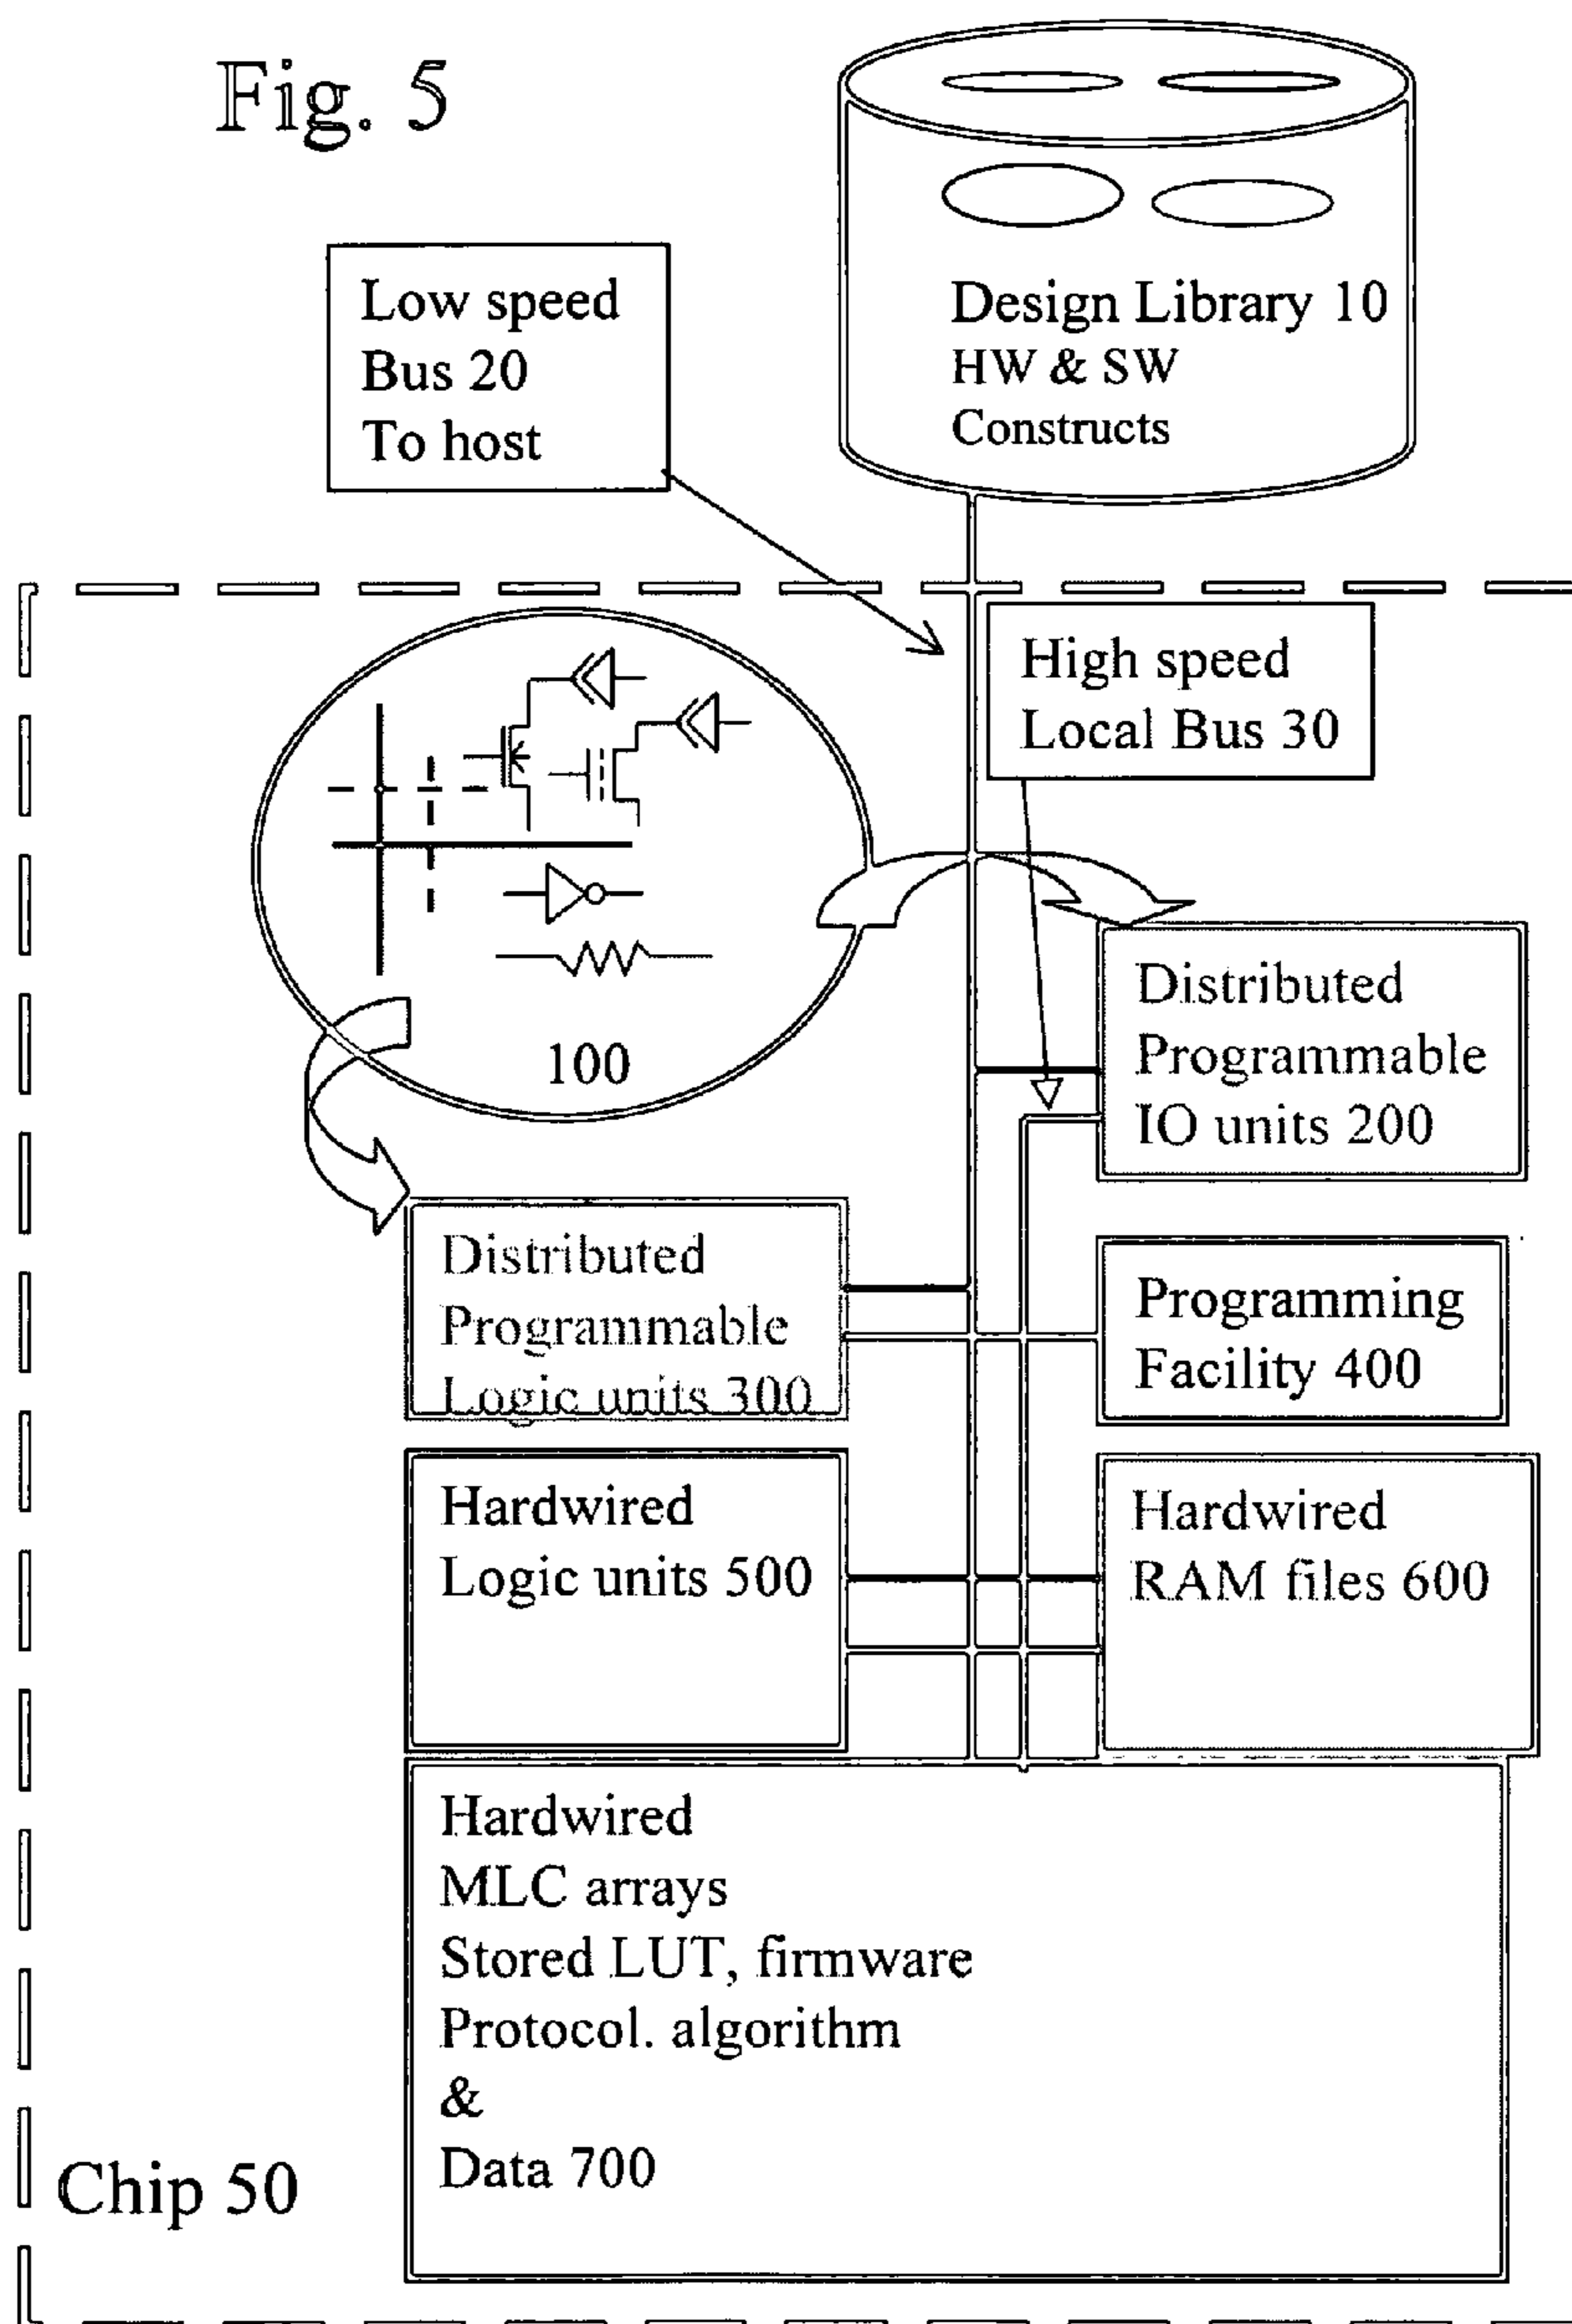 Fig. 5
Design Library 10
HW & SW
Constructs
Low speed
Bus 20
To host
High speed
Local Bus 30
100
Distributed
Programmable
IO units 200
Distributed
Programmable
Logic units 300
Programming
Facility 400
Hardwired
Logic units 500
Hardwired
RAM files 600
Hardwired
MLC arrays
Stored LUT, firmware
Protocol. algorithm
&
Data 700
Chip 50